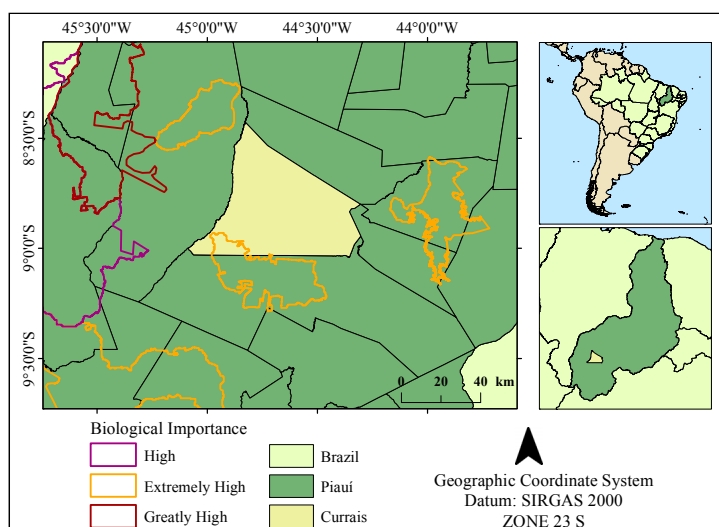 45°30'0"W 45°0'0"W 44°30'0"W 44°0'0"W
8°30'0"S
9°00'0"S
9°30'0"S
0 20 40 km
Biological Importance
High
Extremely High
Greatly High
Brazil
Piauí
Currais
Geographic Coordinate System
Datum: SIRGAS 2000
ZONE 23 S